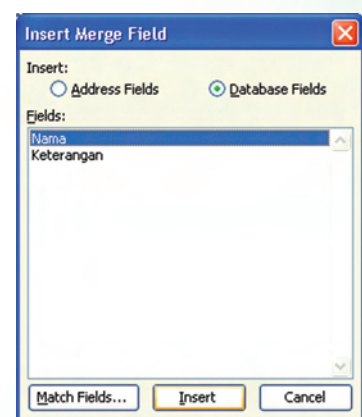 Insert Merge Field
Insert:
Address Fields Database Fields
Fields:
Nama
Keterangan
Match Fields... Insert Cancel